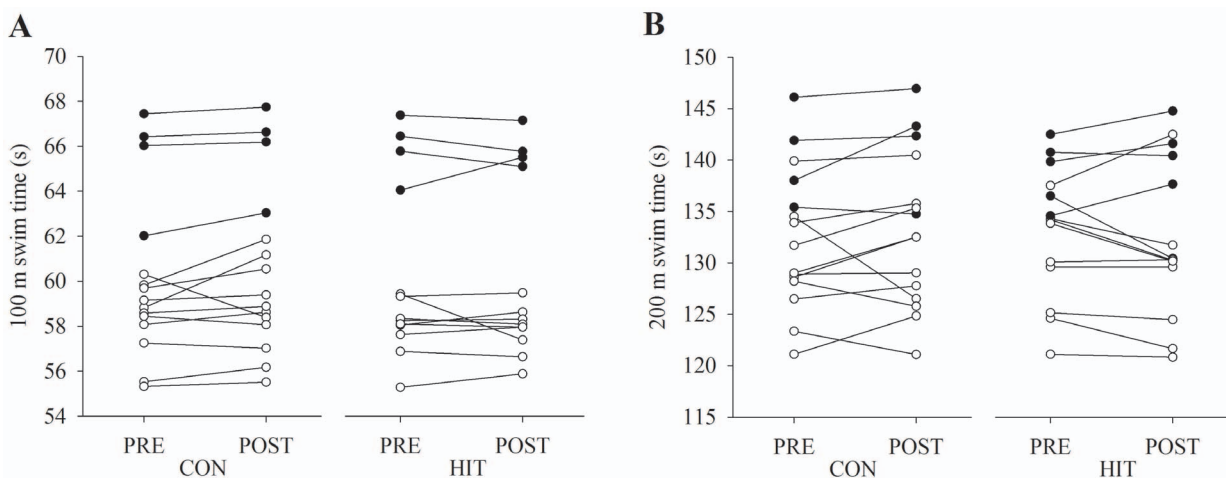 A
100 m swim time (s)
70
68
66
64
62
60
58
56
54
PRE POST PRE POST
CON HIT
B
200 m swim time (s)
150
145
140
135
130
125
120
115
PRE POST PRE POST
CON HIT